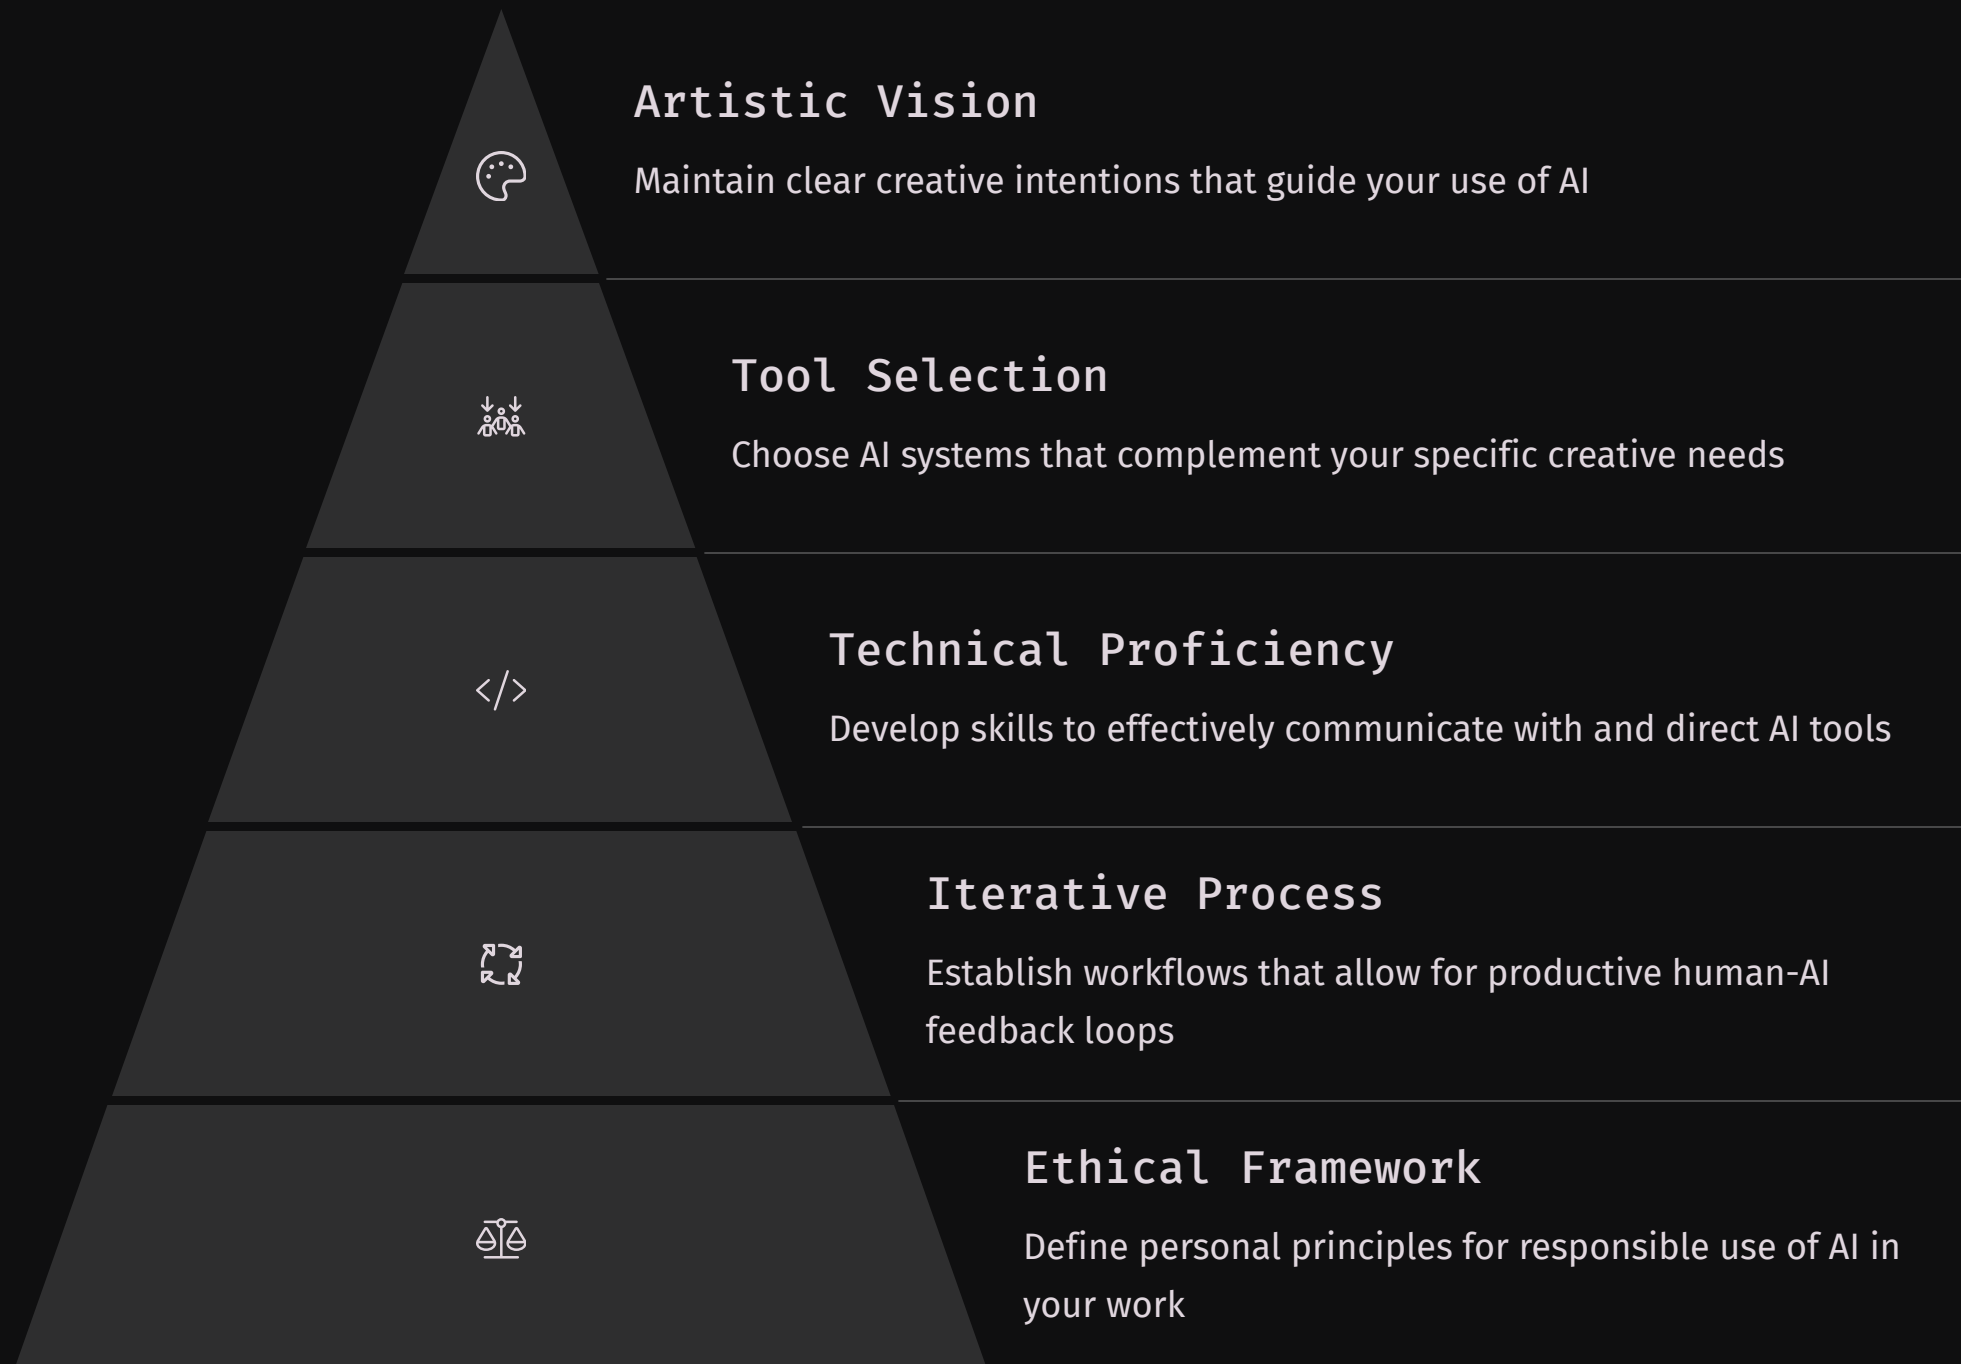 Artistic Vision
Maintain clear creative intentions that guide your use of AI
Tool Selection
Choose AI systems that complement your specific creative needs
Technical Proficiency
Develop skills to effectively communicate with and direct AI tools
Iterative Process
Establish workflows that allow for productive human-AI
feedback loops
Ethical Framework
Define personal principles for responsible use of AI in
your work